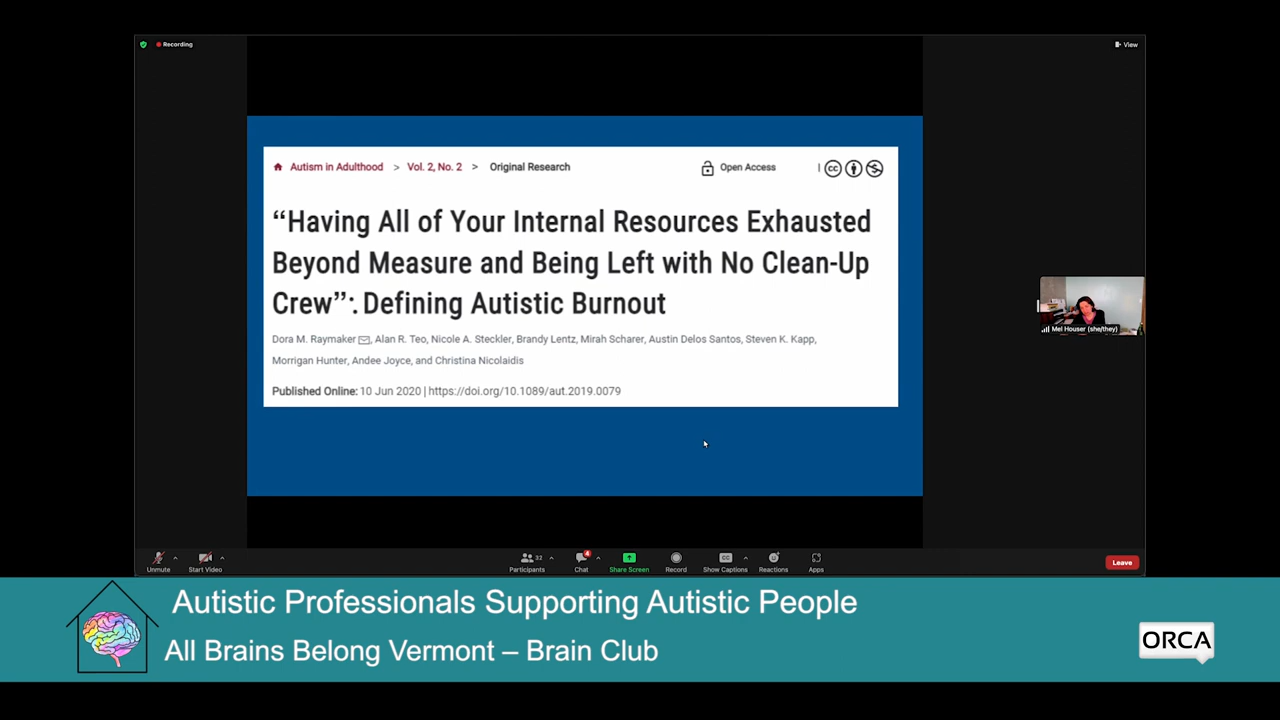 Recording
View
Autism in Adulthood > Vol. 2, No. 2 > Original Research
Open Access
| cc
“Having All of Your Internal Resources Exhausted
Beyond Measure and Being Left with No Clean-Up
Crew”: Defining Autistic Burnout
Dora M. Raymaker, Alan R. Teo, Nicole A. Steckler, Brandy Lentz, Mirah Scharer, Austin Delos Santos, Steven K. Kapp,
Morrigan Hunter, Andee Joyce, and Christina Nicolaidis
Published Online: 10 Jun 2020 | https://doi.org/10.1089/aut.2019.0079
Mel Houser (she/they)
32
4
Unmute
Start Video
Participants
Chat
Share Screen
Record
CC
Show Captions
Reactions
Apps
Leave
Autistic Professionals Supporting Autistic People
All Brains Belong Vermont – Brain Club
ORCA